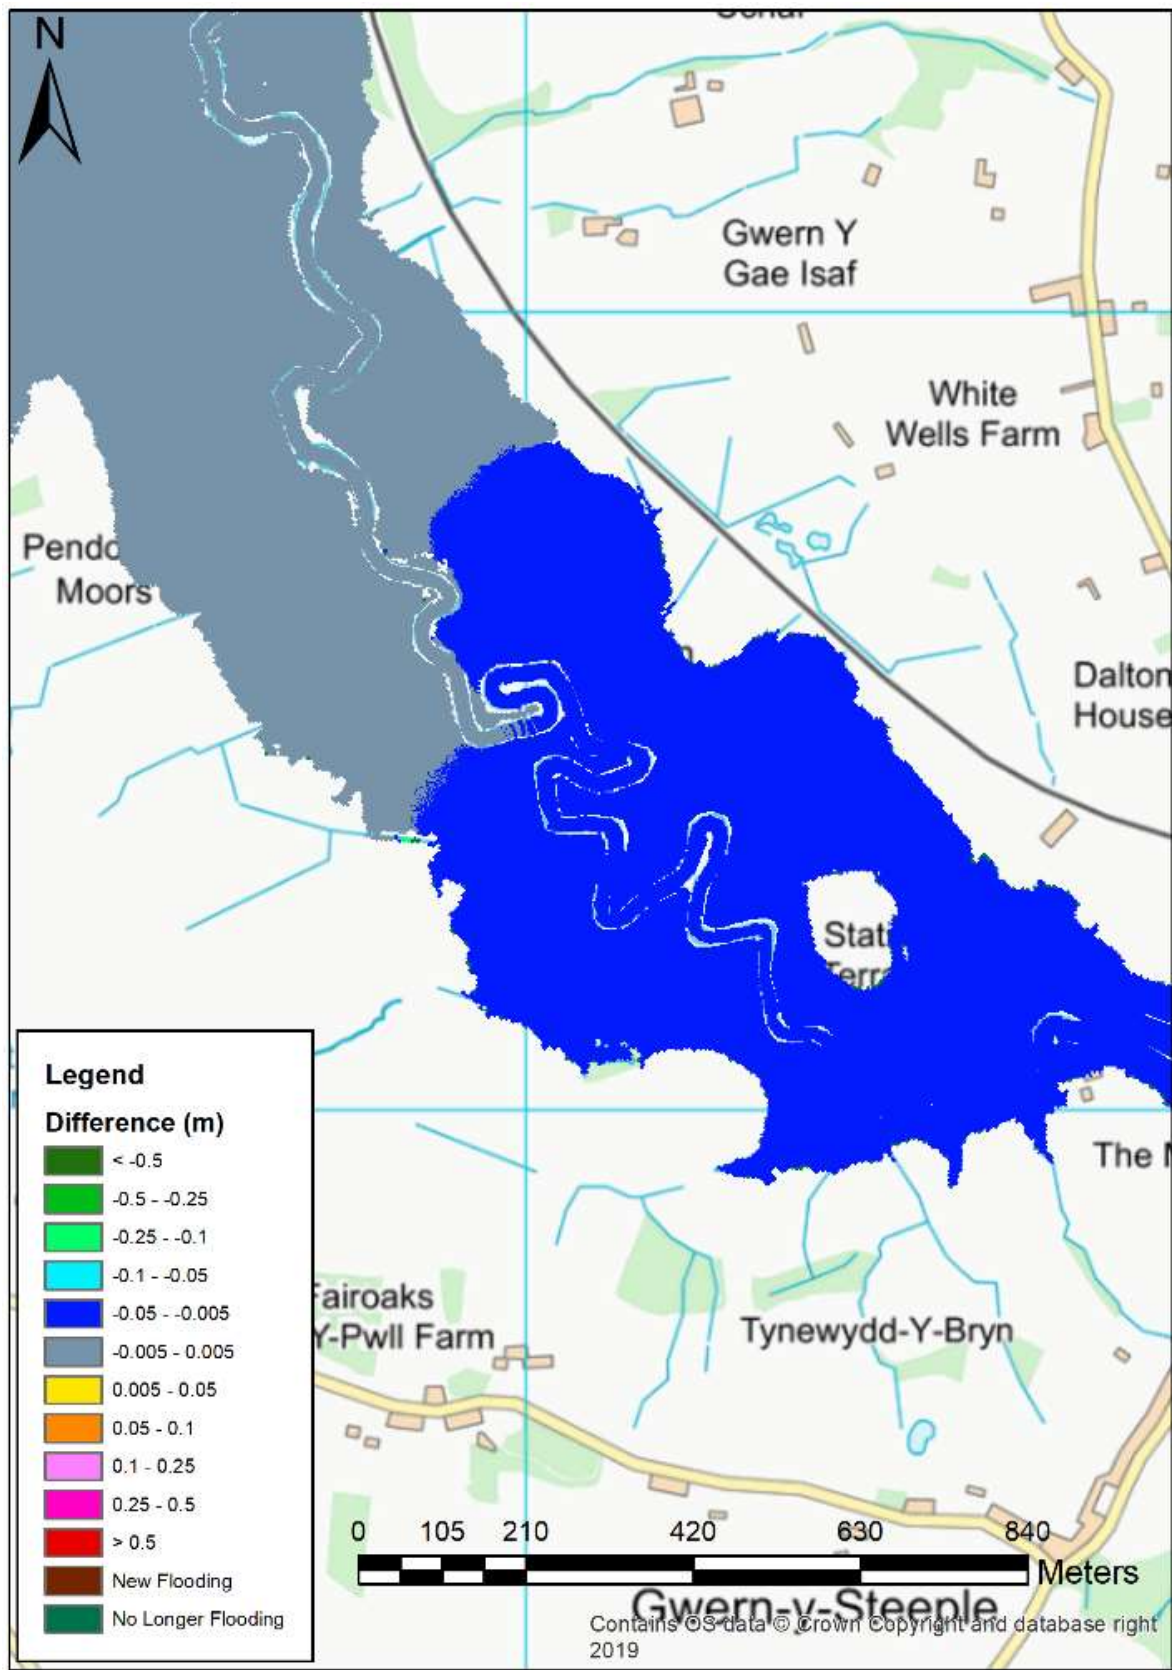 N
Gwern Y
Gae Isaf
White
Wells Farm
Moors
Dalton
House
Legend
Difference (m)
< -0.5
-0.5 - -0.25
-0.25 - -0.1
-0.1 - -0.05
-0.05 - -0.005
-0.005 - 0.005
0.005 - 0.05
0.05 - 0.1
0.1 - 0.25
0.25 - 0.5
> 0.5
New Flooding
No Longer Flooding
The
Fairoaks
Y-Pwll Farm
Tynewydd-Y-Bryn
0 105 210 420 630 840
Meters
Gwern-y-Steeple
Contains OS data © Crown Copyright and database right
2019